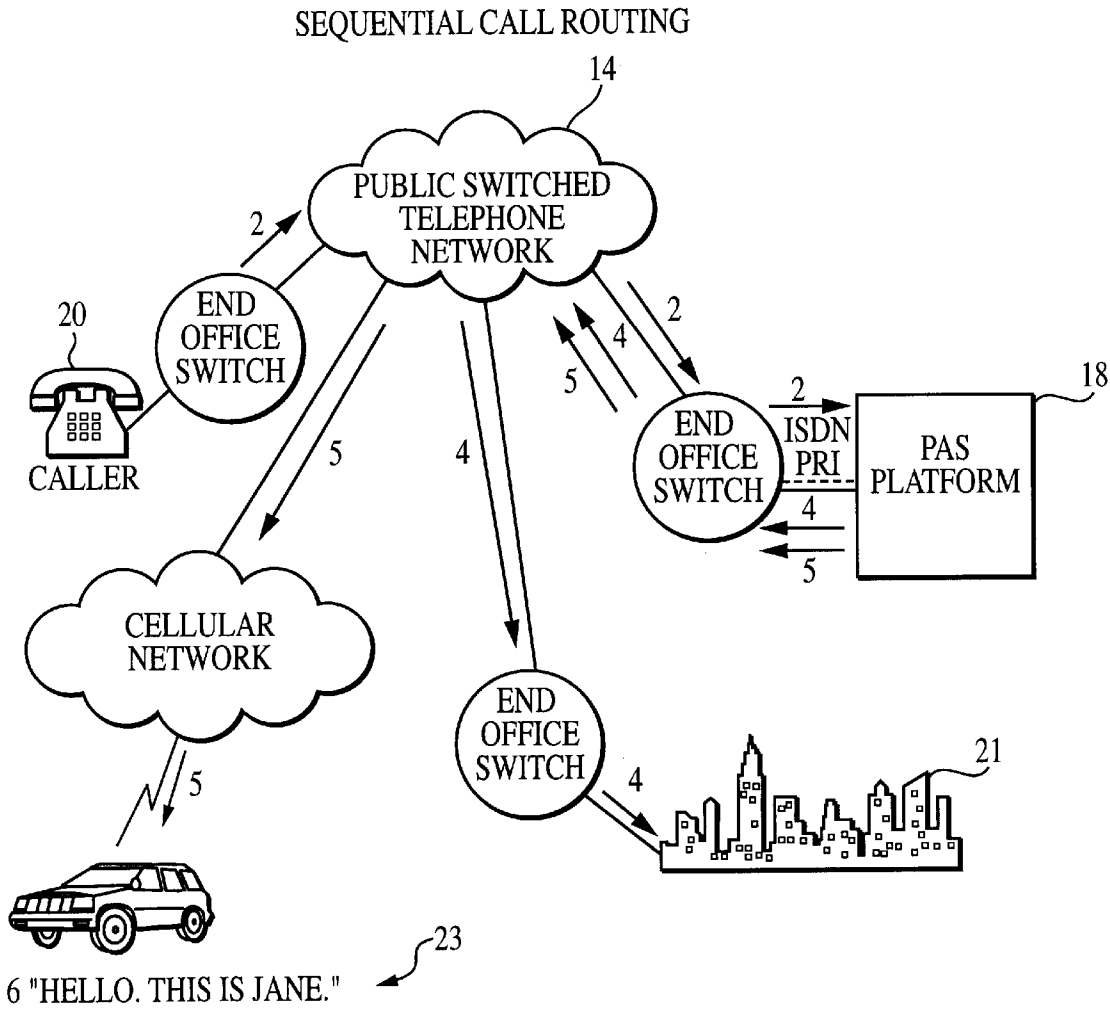 SEQUENTIAL CALL ROUTING
14
PUBLIC SWITCHED
TELEPHONE
NETWORK
2
END
OFFICE
SWITCH
20
CALLER
2
4
5
END
OFFICE
SWITCH
2
ISDN
PRI
4
5
18
PAS
PLATFORM
5
4
CELLULAR
NETWORK
5
END
OFFICE
SWITCH
4
21
23
6 "HELLO. THIS IS JANE."